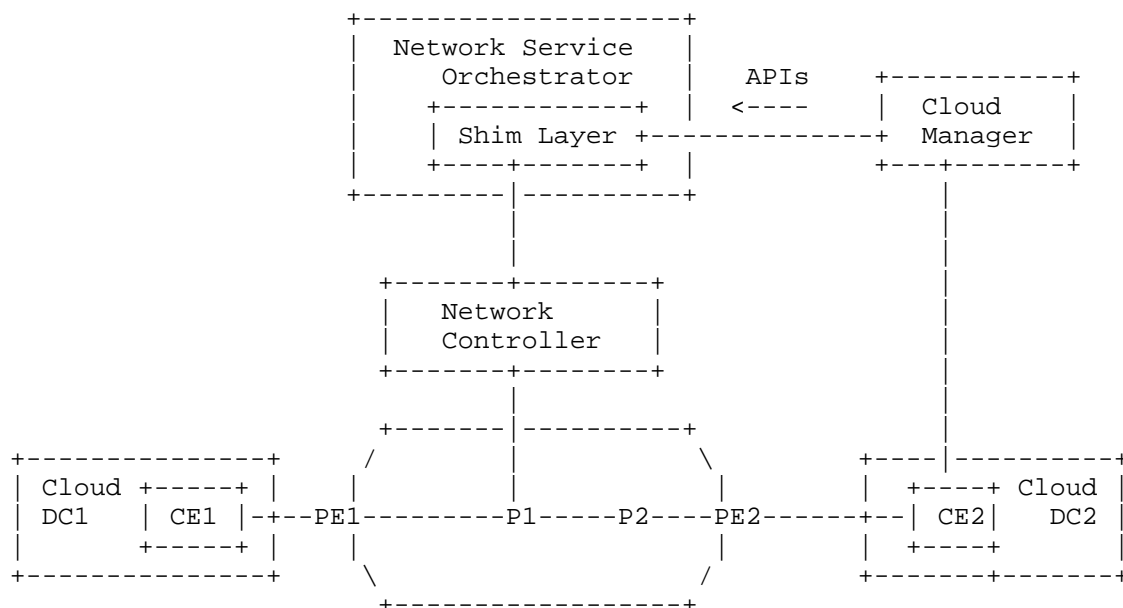 Network Service
Orchestrator APIs
<---- Cloud
Shim Layer Manager
Network
Controller
Cloud Cloud
DC1 CE1 PE1 P1 P2 PE2 CE2 DC2